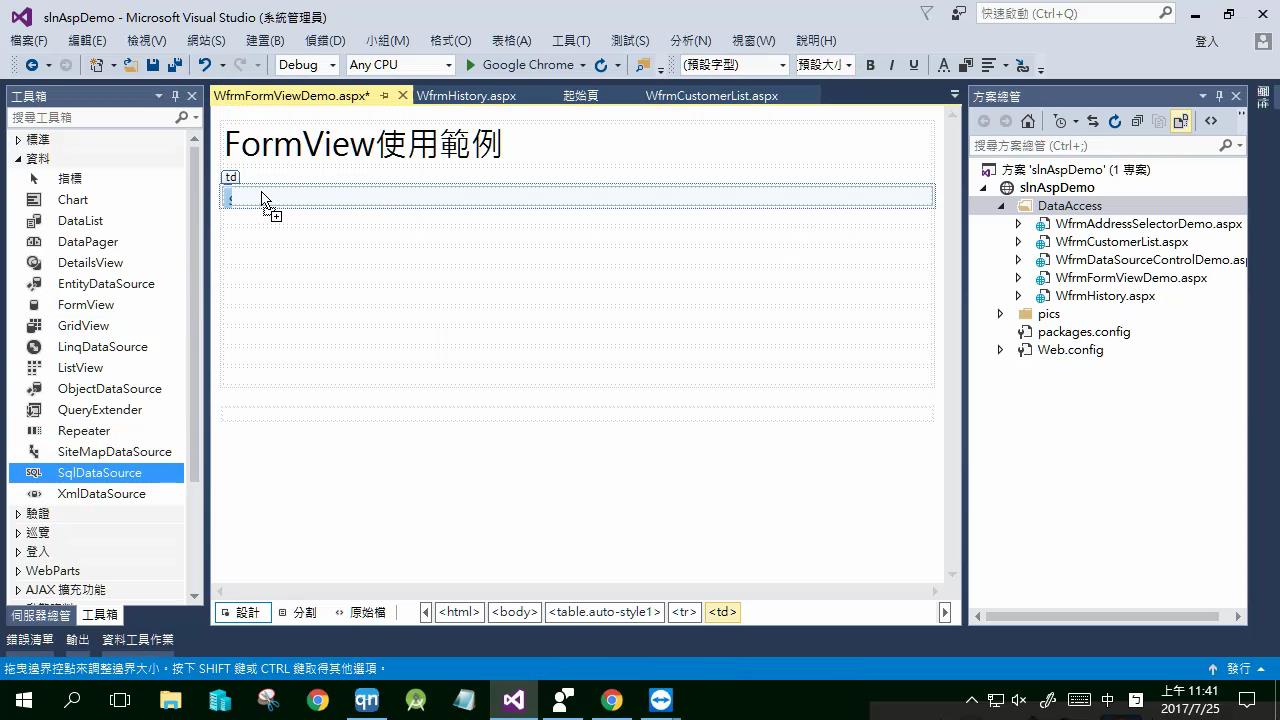 slnAspDemo - Microsoft Visual Studio (系統管理員)
快速啟動 (Ctrl+Q)
檔案(F) 編輯(E) 檢視(V) 網站(S) 建置(B) 偵錯(D) 小組(M) 格式(O) 表格(A) 工具(T) 測試(S) 分析(N) 視窗(W) 說明(H) 登入
Debug Any CPU Google Chrome (預設字型) (預設大小 B I U A
工具箱
WfrmFormViewDemo.aspx* WfrmHistory.aspx 起始頁 WfrmCustomerList.aspx
方案總管
搜尋工具箱
搜尋方案總管 (Ctrl+;)
標準
資料
指標
Chart
DataList
DataPager
DetailsView
EntityDataSource
FormView
GridView
LinqDataSource
ListView
ObjectDataSource
QueryExtender
Repeater
SiteMapDataSource
SQL SqlDataSource
XmlDataSource
驗證
巡覽
登入
WebParts
AJAX 擴充功能
伺服器總管 工具箱
FormView使用範例
td
設計 分割 原始檔 <html> <body> <table.auto-style1> <tr> <td>
方案 'slnAspDemo' (1 專案)
slnAspDemo
DataAccess
WfrmAddressSelectorDemo.aspx
WfrmCustomerList.aspx
WfrmDataSourceControlDemo.asp
WfrmFormViewDemo.aspx
WfrmHistory.aspx
pics
packages.config
Web.config
錯誤清單 輸出 資料工具作業
拖曳邊界控點來調整邊界大小。按下 SHIFT 鍵或 CTRL 鍵取得其他選項。
發行
qn
中
上午 11:41
2017/7/25